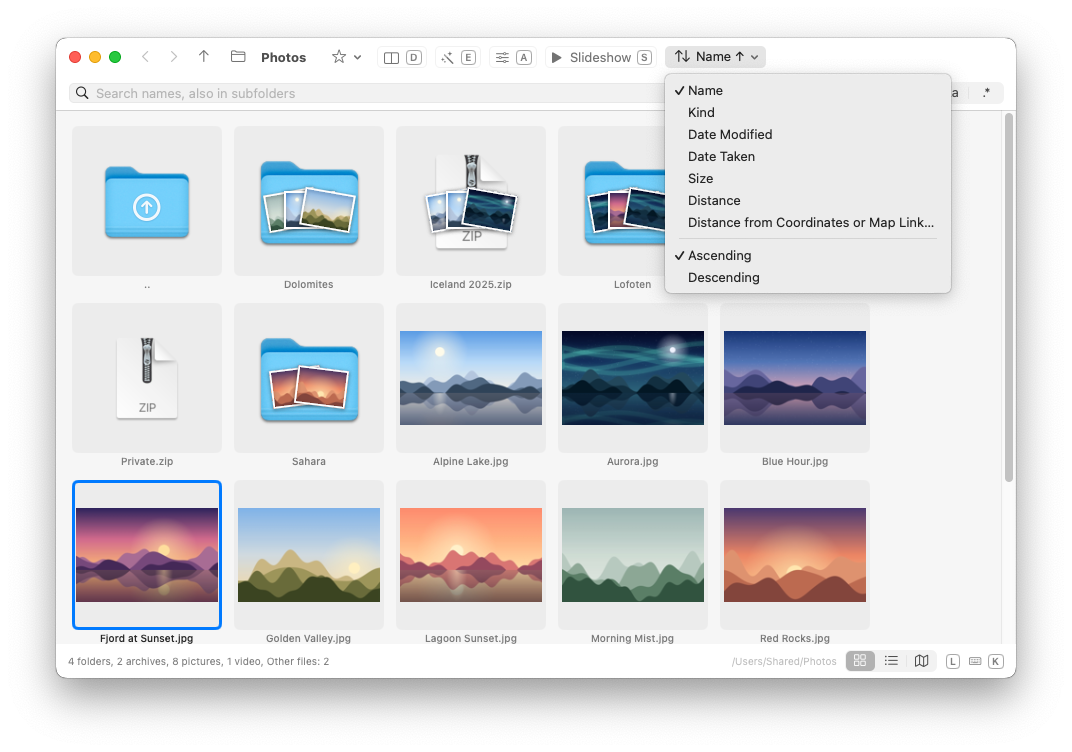 Photos
D
E
A
Slideshow S
Name ↑
Search names, also in subfolders
a
.*
Name
Kind
Date Modified
Date Taken
Size
Distance
Distance from Coordinates or Map Link...
Ascending
Descending
ZIP
..
Dolomites
Iceland 2025.zip
Lofoten
ZIP
Private.zip
Sahara
Alpine Lake.jpg
Aurora.jpg
Blue Hour.jpg
Fjord at Sunset.jpg
Golden Valley.jpg
Lagoon Sunset.jpg
Morning Mist.jpg
Red Rocks.jpg
4 folders, 2 archives, 8 pictures, 1 video, Other files: 2
/Users/Shared/Photos
L
K